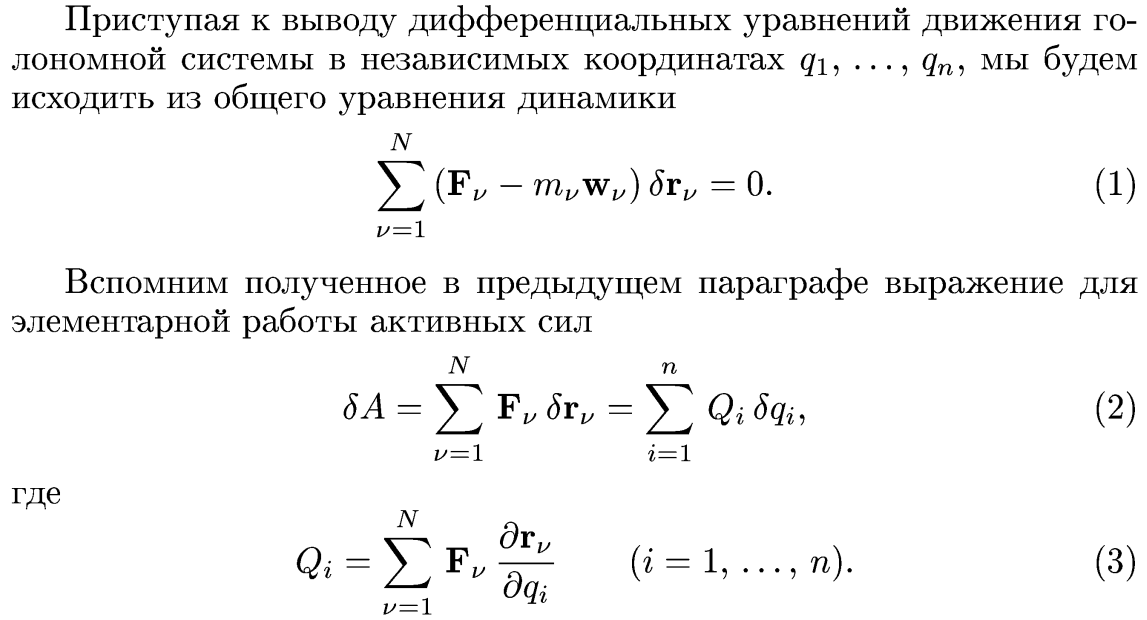 Приступая к выводу дифференциальных уравнений движения го-
лономной системы в независимых координатах $q_1, \ldots, q_n$, мы будем
исходить из общего уравнения динамики
$$\sum_{\nu=1}^{N} (\mathbf{F}_\nu - m_\nu \mathbf{w}_\nu)\, \delta \mathbf{r}_\nu = 0. \quad (1)$$
Вспомним полученное в предыдущем параграфе выражение для
элементарной работы активных сил
$$\delta A = \sum_{\nu=1}^{N} \mathbf{F}_\nu\, \delta \mathbf{r}_\nu = \sum_{i=1}^{n} Q_i\, \delta q_i, \quad (2)$$
где
$$Q_i = \sum_{\nu=1}^{N} \mathbf{F}_\nu\, \frac{\partial \mathbf{r}_\nu}{\partial q_i} \qquad (i = 1, \ldots, n). \quad (3)$$